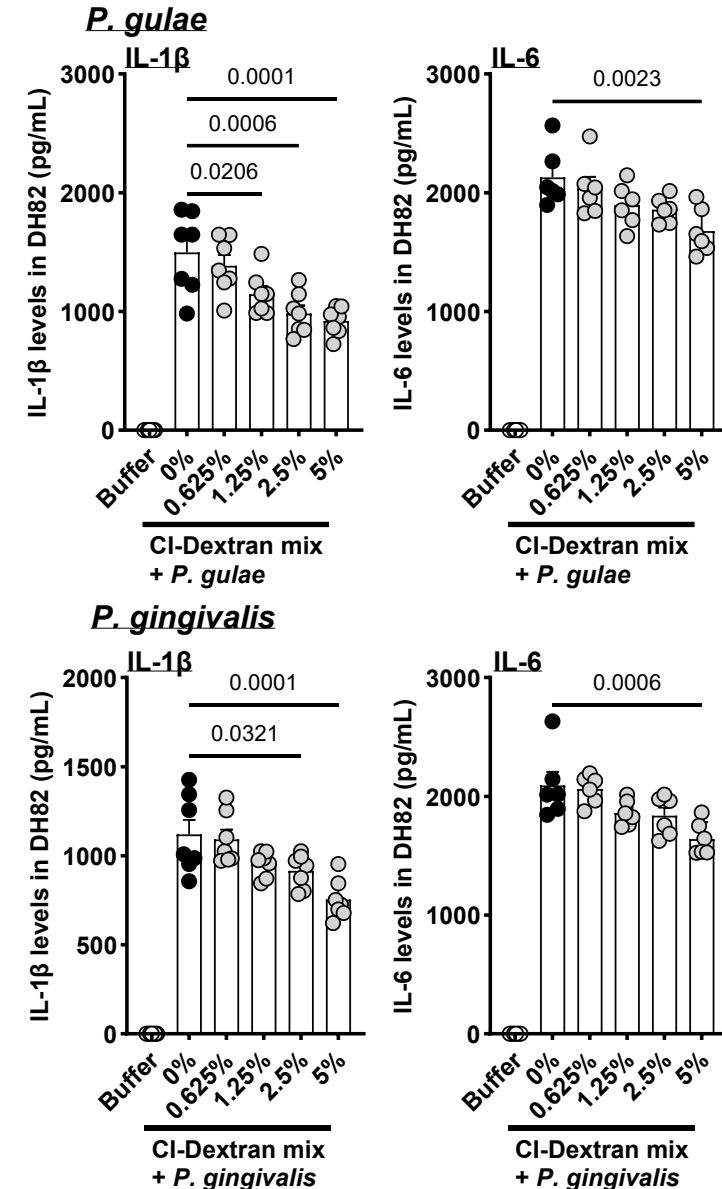 P. gulae
IL-1β
IL-6
IL-1β levels in DH82 (pg/mL)
3000
2000
1000
0
0.0001
0.0006
0.0206
Buffer
0%
0.625%
1.25%
2.5%
5%
CI-Dextran mix
+ P. gulae
IL-6 levels in DH82 (pg/mL)
3000
2000
1000
0
0.0023
Buffer
0%
0.625%
1.25%
2.5%
5%
CI-Dextran mix
+ P. gulae
P. gingivalis
IL-1β
IL-6
IL-1β levels in DH82 (pg/mL)
2000
1500
1000
500
0
0.0001
0.0321
Buffer
0%
0.625%
1.25%
2.5%
5%
CI-Dextran mix
+ P. gingivalis
IL-6 levels in DH82 (pg/mL)
3000
2000
1000
0
0.0006
Buffer
0%
0.625%
1.25%
2.5%
5%
CI-Dextran mix
+ P. gingivalis